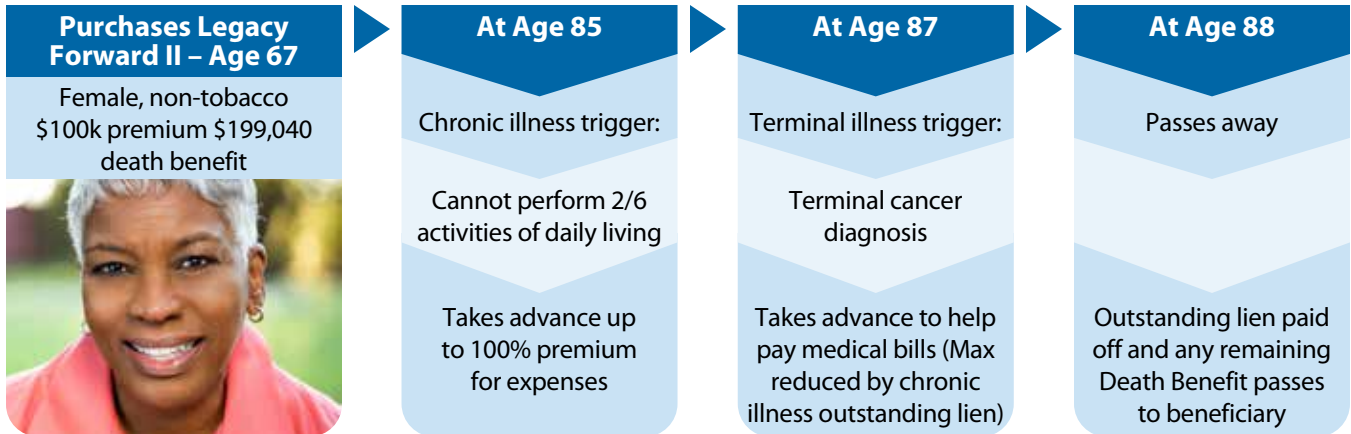 Purchases Legacy
Forward II – Age 67
Female, non-tobacco
$100k premium $199,040
death benefit
At Age 85
Chronic illness trigger:
Cannot perform 2/6
activities of daily living
Takes advance up
to 100% premium
for expenses
At Age 87
Terminal illness trigger:
Terminal cancer
diagnosis
Takes advance to help
pay medical bills (Max
reduced by chronic
illness outstanding lien)
At Age 88
Passes away
Outstanding lien paid
off and any remaining
Death Benefit passes
to beneficiary